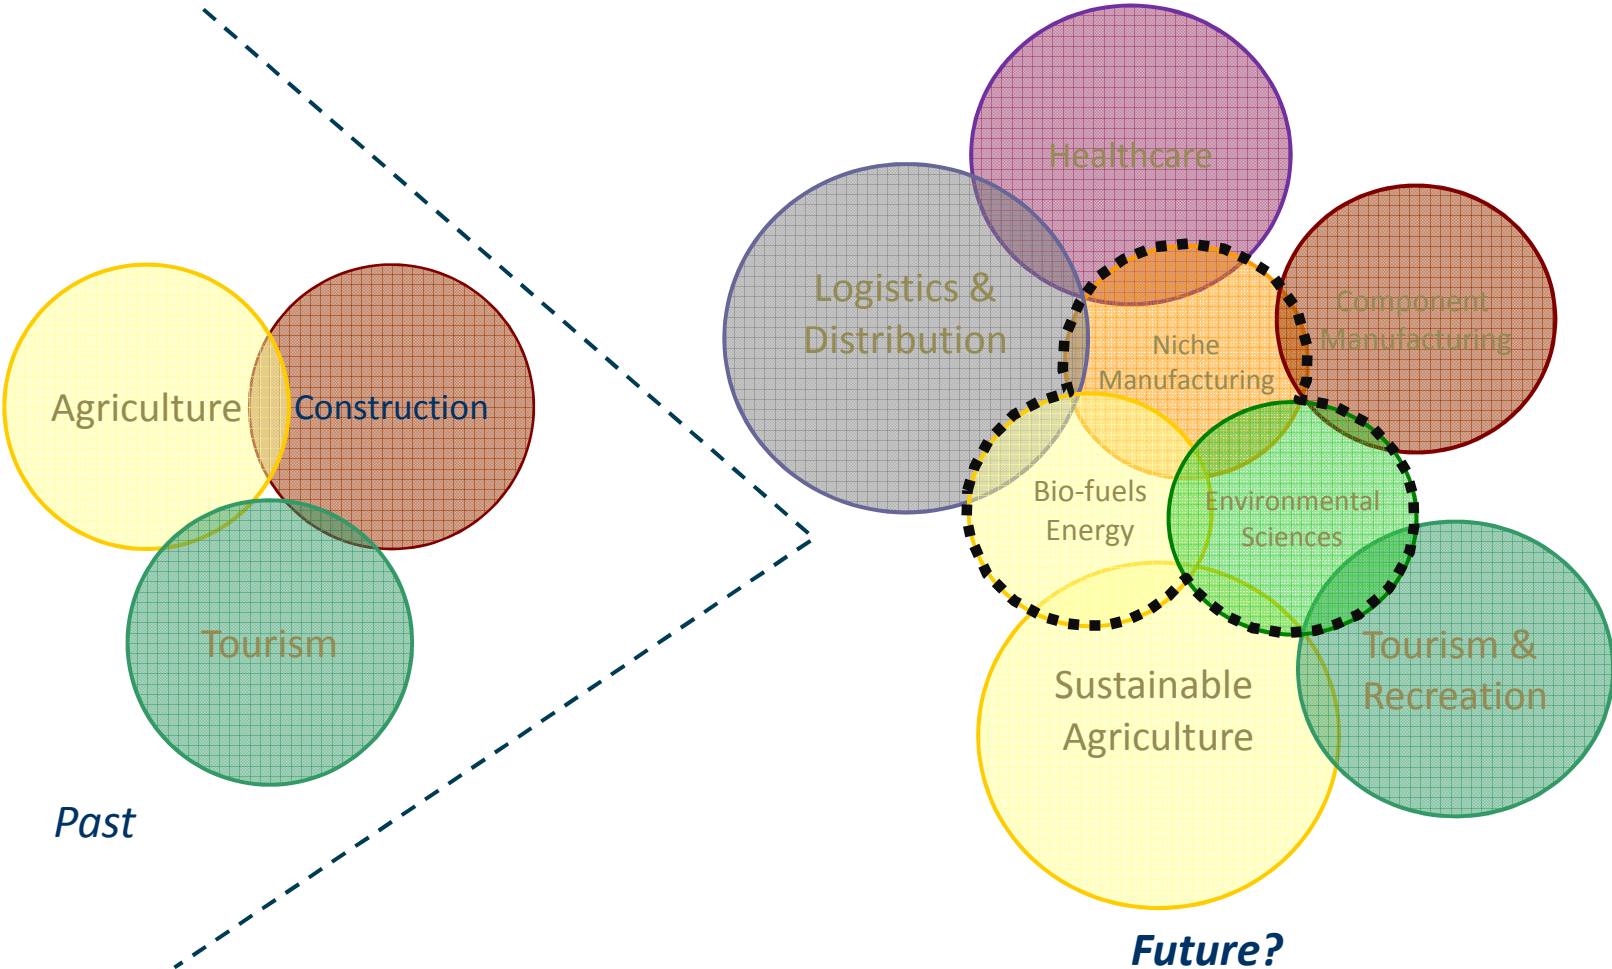 Agriculture
Construction
Tourism
Past
Healthcare
Logistics &
Distribution
Component
Manufacturing
Niche
Manufacturing
Bio-fuels
Energy
Environmental
Sciences
Sustainable
Agriculture
Tourism &
Recreation
Future?